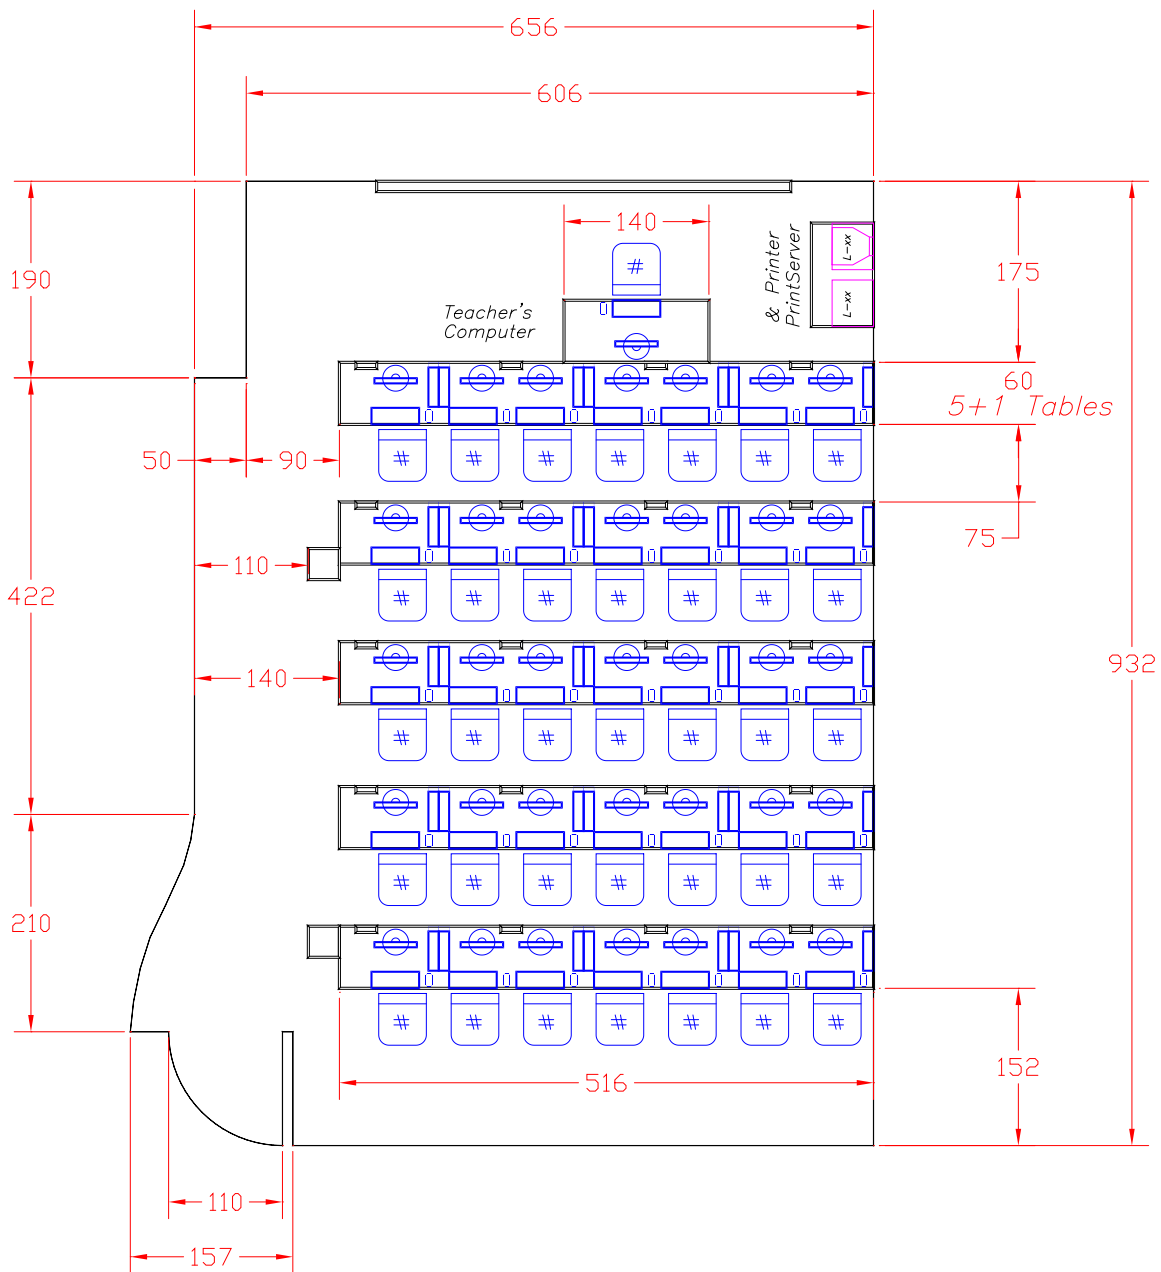 656
606
140
#
190
175
& Printer
PrintServer
L-xx
L-xx
Teacher's
Computer
60
5+1 Tables
50
90
# # # # # # #
75
110
422
# # # # # # #
932
140
# # # # # # #
# # # # # # #
210
# # # # # # #
152
516
110
157